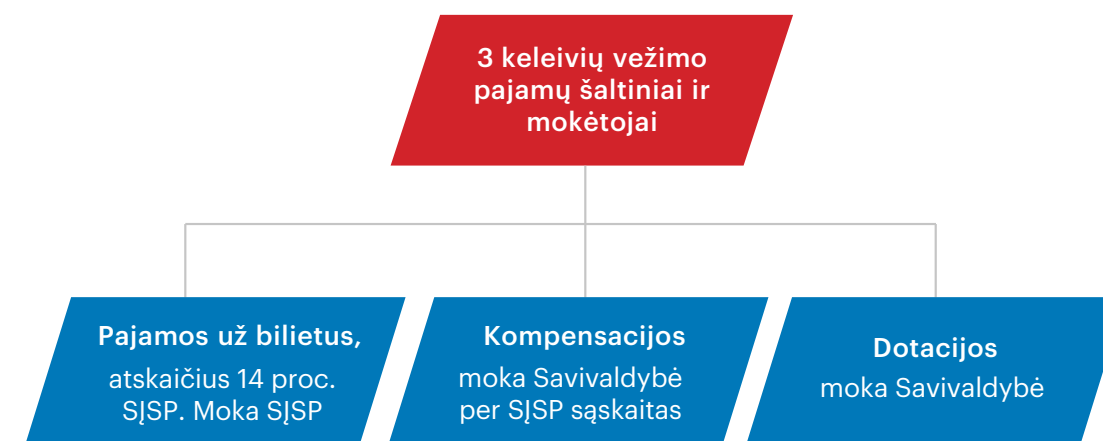 3 keleivių vežimo
pajamų šaltiniai ir
mokėtojai
Pajamos už bilietus,
atskaičius 14 proc.
SĮSP. Moka SĮSP
Kompensacijos
moka Savivaldybė
per SĮSP sąskaitas
Dotacijos
moka Savivaldybė